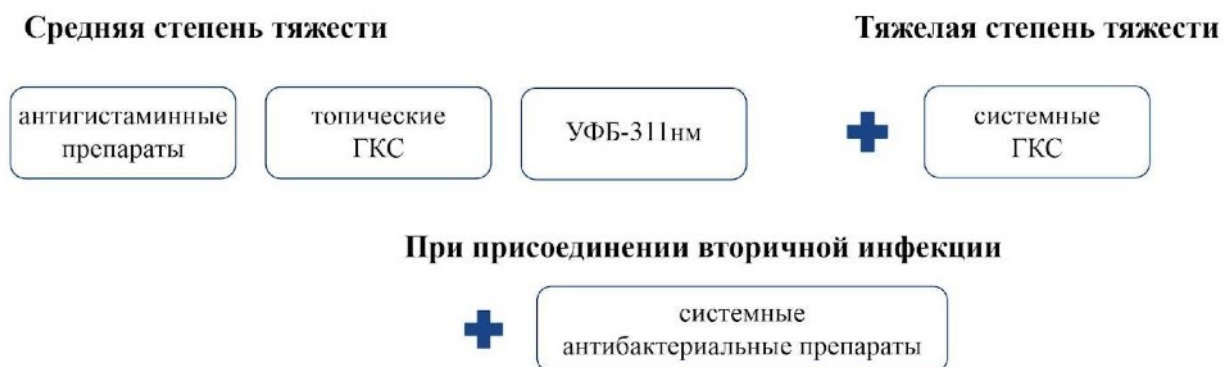 Средняя степень тяжести
Тяжелая степень тяжести
антигистаминные
препараты
топические
ГКС
УФБ-311нм
системные
ГКС
При присоединении вторичной инфекции
системные
антибактериальные препараты